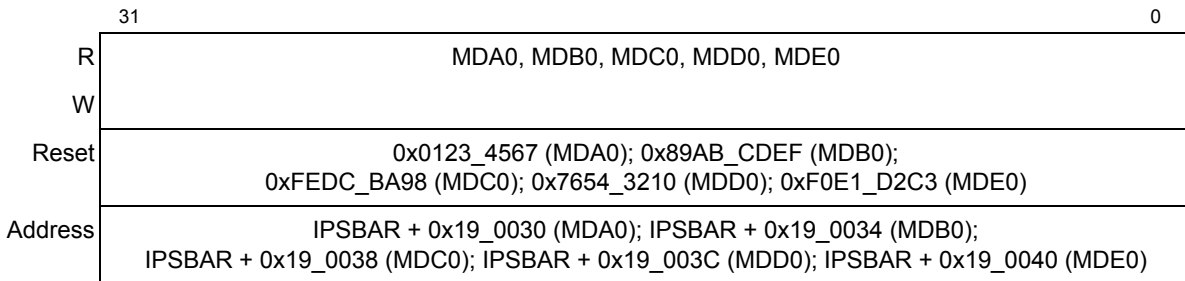 31 0
R MDA0, MDB0, MDC0, MDD0, MDE0
W
Reset 0x0123_4567 (MDA0); 0x89AB_CDEF (MDB0);
0xFEDC_BA98 (MDC0); 0x7654_3210 (MDD0); 0xF0E1_D2C3 (MDE0)
Address IPSBAR + 0x19_0030 (MDA0); IPSBAR + 0x19_0034 (MDB0);
IPSBAR + 0x19_0038 (MDC0); IPSBAR + 0x19_003C (MDD0); IPSBAR + 0x19_0040 (MDE0)